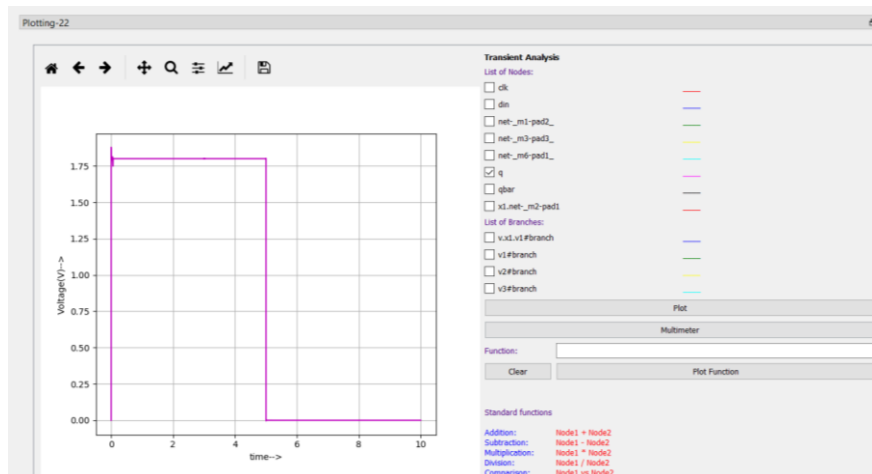 Plotting-22
Transient Analysis
List of Nodes:
clk
din
net-_m1-pad2_
net-_m3-pad3_
net-_m6-pad1_
q
qbar
x1.net-_m2-pad1
List of Branches:
v.x1.v1#branch
v1#branch
v2#branch
v3#branch
Plot
Multimeter
Function:
Clear Plot Function
Standard functions
Addition: Node1 + Node2
Subtraction: Node1 - Node2
Multiplication: Node1 * Node2
Division: Node1 / Node2
Comparison: Node1 vs Node2
Voltage(V)-->
1.75
1.50
1.25
1.00
0.75
0.50
0.25
0.00
0 2 4 6 8 10
time-->